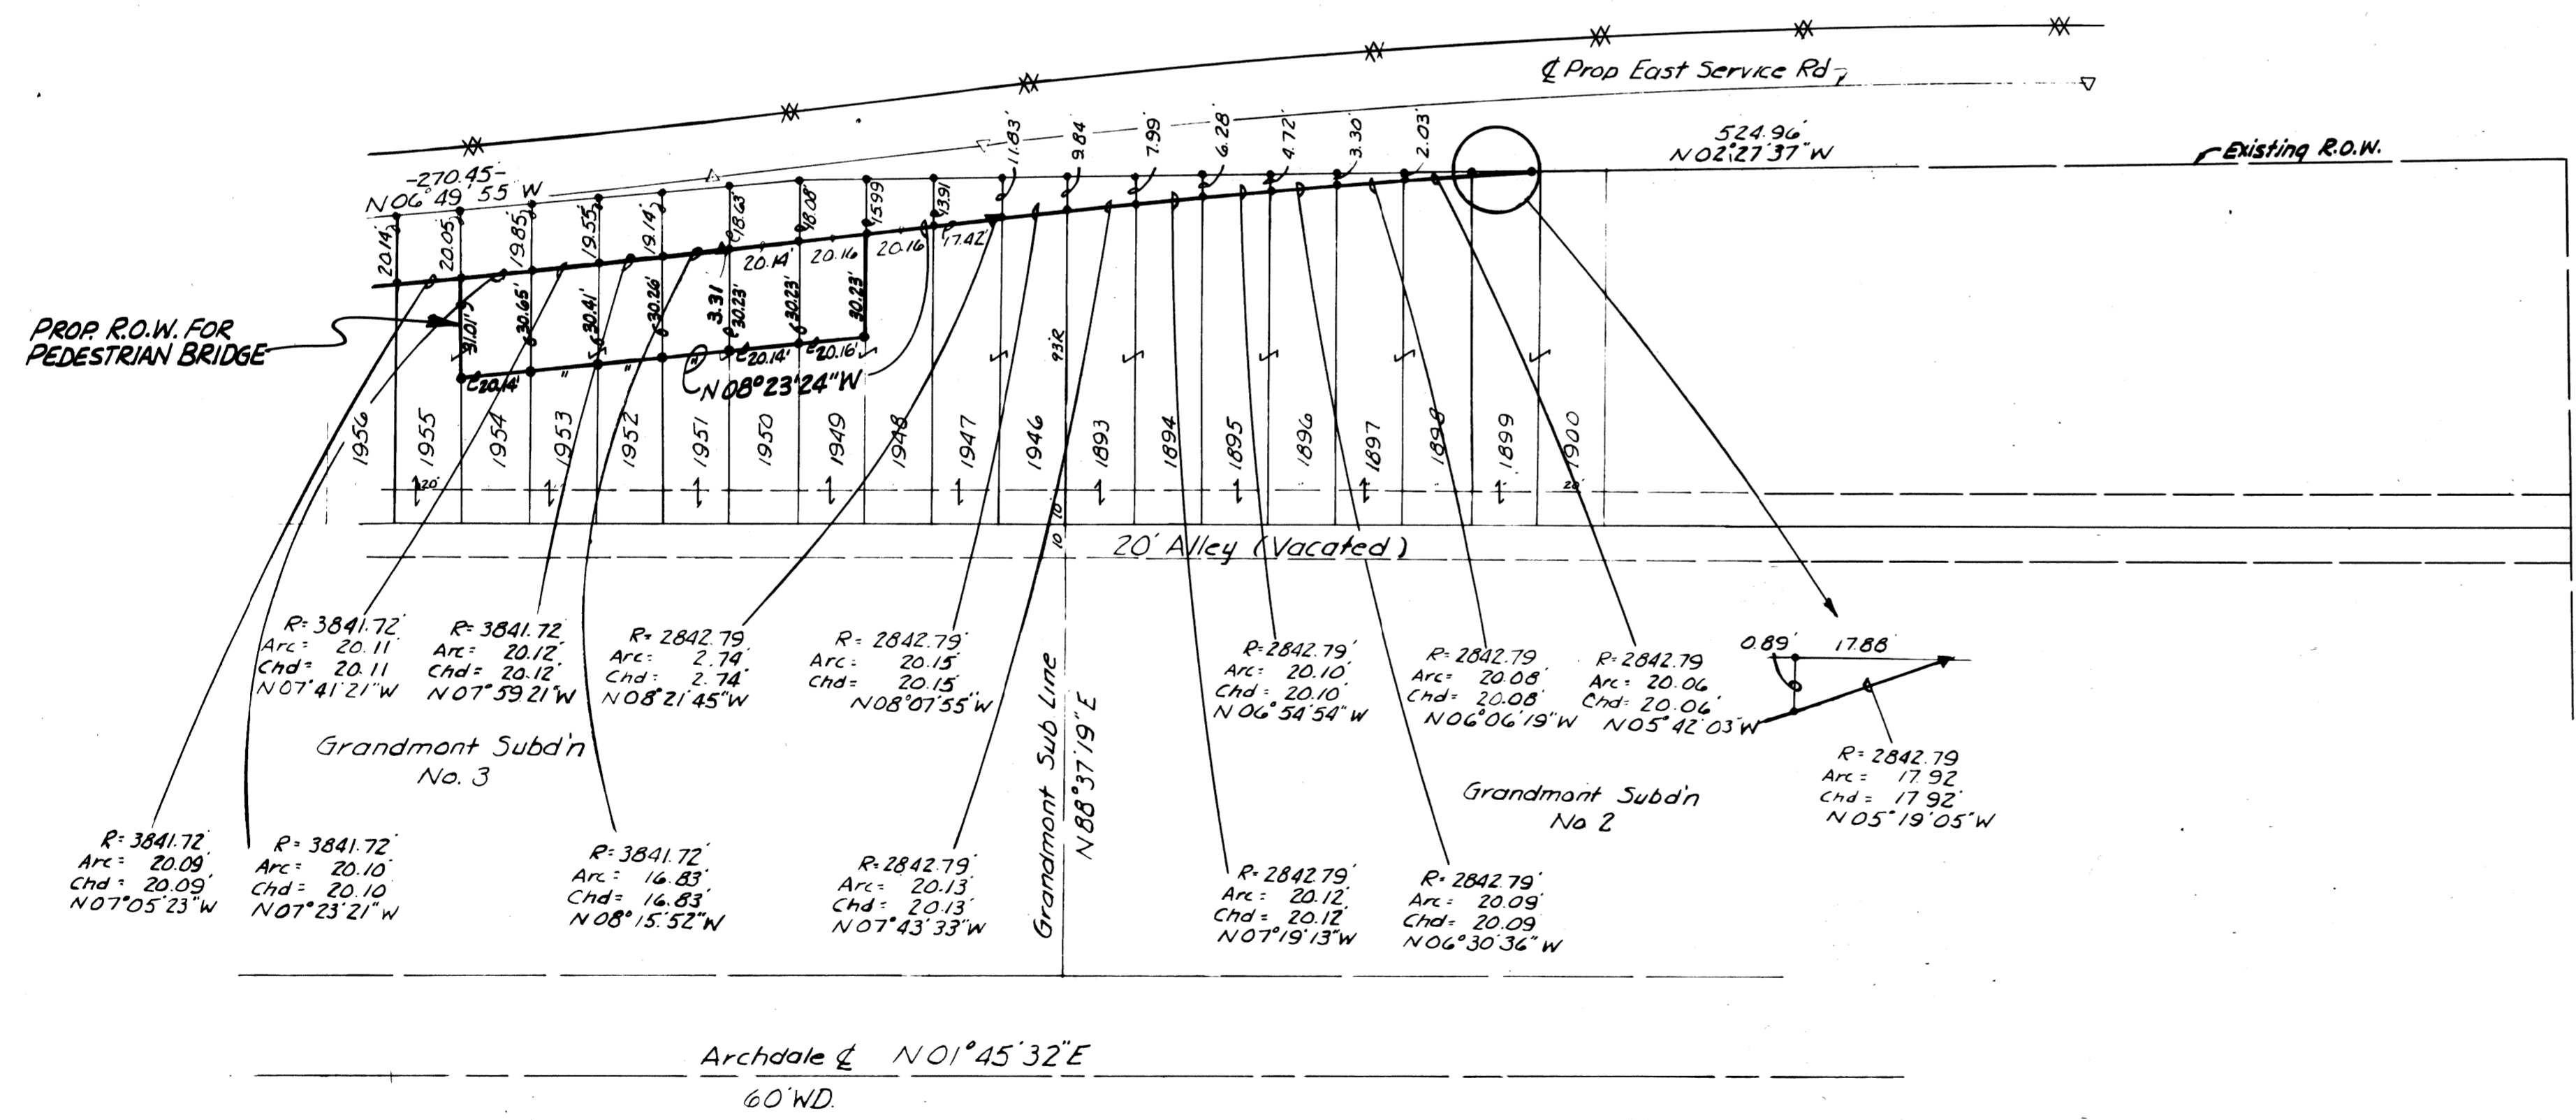 ℄ Prop East Service Rd
524.96'
N02°27'37"W
Existing R.O.W.
-270.45-
N06°49'55"W
20.14'
20.05'
19.85'
19.55'
19.14'
18.63'
18.08'
15.99
13.91
11.83'
9.84'
7.99'
6.28'
4.72'
3.30'
2.03'
20.14'
20.16
20.16
17.42'
PROP. R.O.W. FOR
PEDESTRIAN BRIDGE
31.01'
30.65'
30.41'
30.26'
3.31
30.23'
30.23'
30.23'
20.14'
"
"
"
20.14'
20.16'
N08°23'24"W
93R
1956
1955
1954
1953
1952
1951
1950
1949
1948
1947
1946
1893
1894
1895
1896
1897
1898
1899
1900
20'
20'
10
10
20' Alley (Vacated)
R= 3841.72'
Arc= 20.11'
Chd= 20.11
N07°41'21"W
R= 3841.72
Arc= 20.12'
Chd= 20.12'
N07°59'21"W
R= 2842.79
Arc= 2.74'
Chd= 2.74'
N08°21'45"W
R= 2842.79'
Arc= 20.15'
Chd= 20.15'
N08°07'55"W
R=2842.79'
Arc= 20.10'
Chd= 20.10'
N06°54'54"W
R=2842.79
Arc= 20.08'
Chd= 20.08'
N06°06'19"W
R=2842.79
Arc= 20.06
Chd= 20.06'
N05°42'03"W
0.89'
17.88'
R= 2842.79
Arc= 17.92
Chd= 17.92'
N05°19'05"W
Grandmont Subd'n
No. 3
Grandmont Sub Line
N88°37'19"E
Grandmont Subd'n
No 2
R= 3841.72'
Arc= 20.09'
Chd= 20.09'
N07°05'23"W
R= 3841.72'
Arc= 20.10'
Chd= 20.10'
N07°23'21"W
R= 3841.72'
Arc= 16.83'
Chd= 16.83'
N08°15'52"W
R=2842.79'
Arc= 20.13'
Chd= 20.13'
N07°43'33"W
R=2842.79'
Arc= 20.12'
Chd= 20.12'
N07°19'13"W
R= 2842.79'
Arc= 20.09'
Chd= 20.09
N06°30'36"W
Archdale ℄ N01°45'32"E
60'WD.